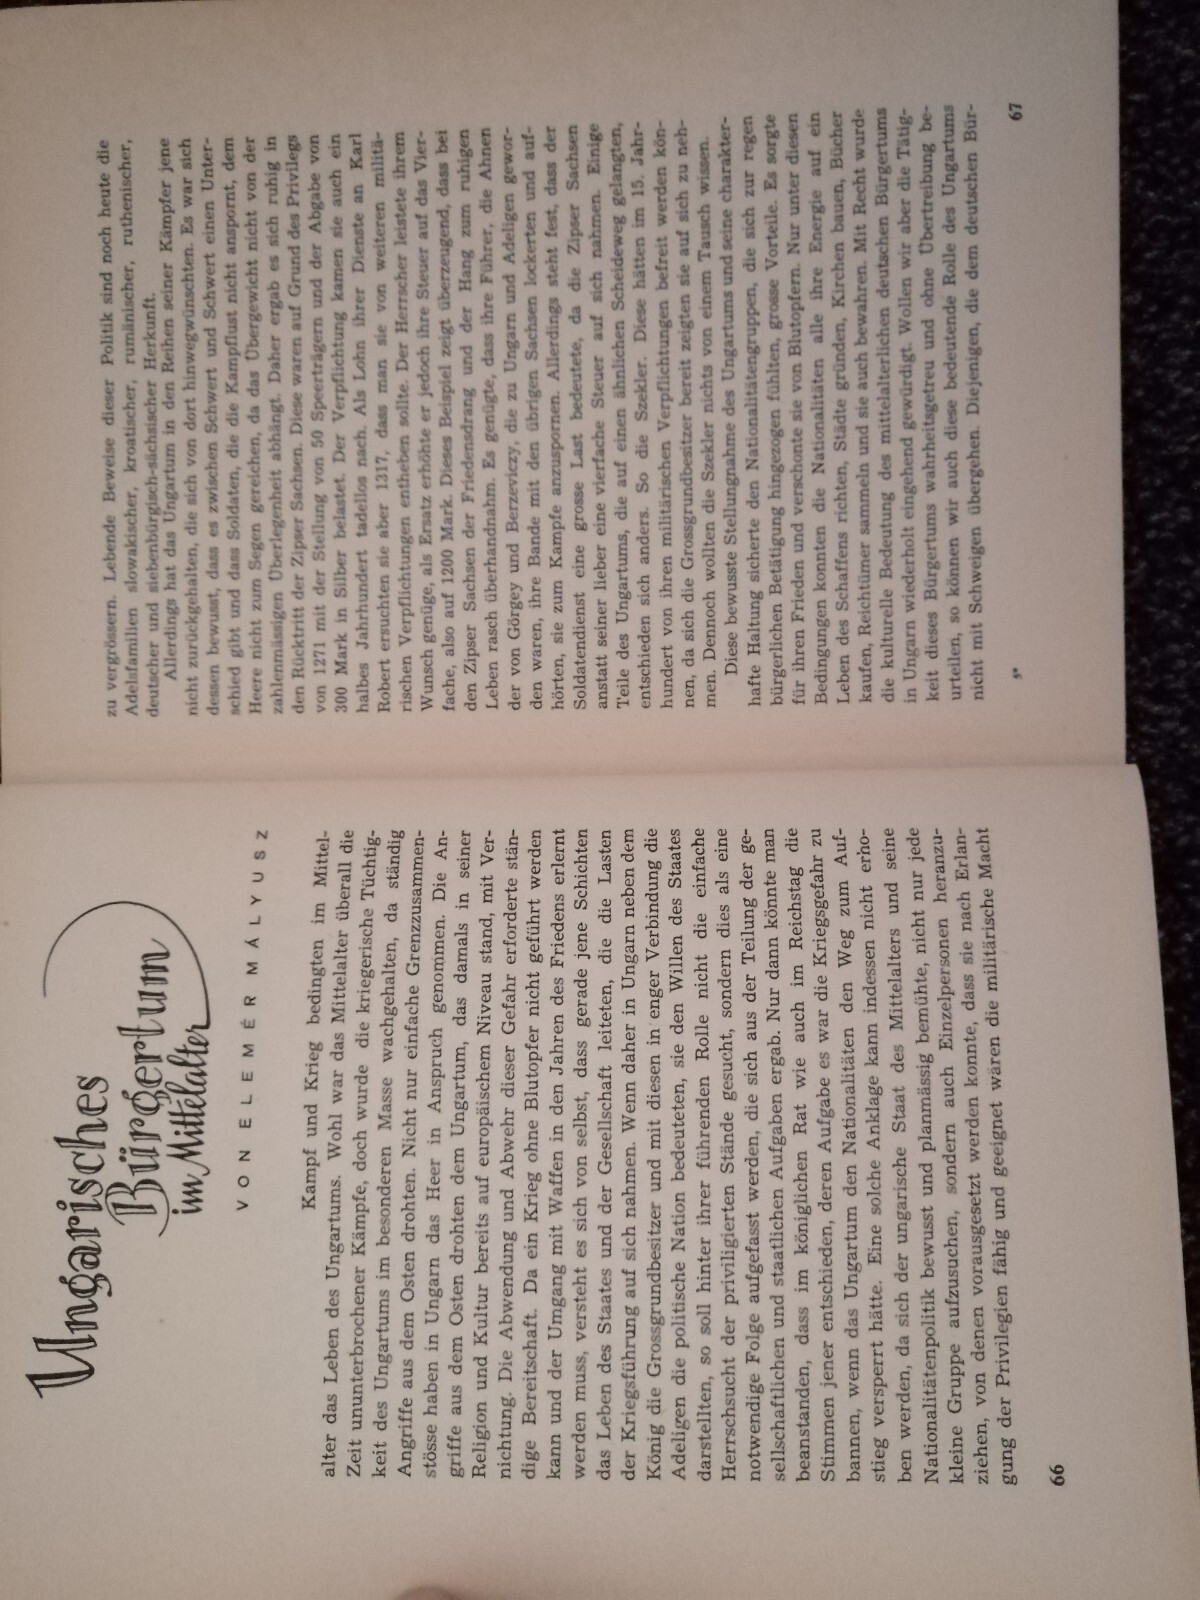 Ungarisches
Bürgertum
im Mittelalter
VON ELEMÉR MÁLYUSZ
Kampf und Krieg bedingten im Mittel-
alter das Leben des Ungartums. Wohl war das Mittelalter überall die
Zeit ununterbrochener Kämpfe, doch wurde die kriegerische Tüchtig-
keit des Ungartums im besonderen Masse wachgehalten, da ständig
Angriffe aus dem Osten drohten. Nicht nur einfache Grenzzusammen-
stösse haben in Ungarn das Heer in Anspruch genommen. Die An-
griffe aus dem Osten drohten dem Ungartum, das damals in seiner
Religion und Kultur bereits auf europäischem Niveau stand, mit Ver-
nichtung. Die Abwendung und Abwehr dieser Gefahr erforderte stän-
dige Bereitschaft. Da ein Krieg ohne Blutopfer nicht geführt werden
kann und der Umgang mit Waffen in den Jahren des Friedens erlernt
werden muss, versteht es sich von selbst, dass gerade jene Schichten
das Leben des Staates und der Gesellschaft leiteten, die die Lasten
der Kriegsführung auf sich nahmen. Wenn daher in Ungarn neben dem
König die Grossgrundbesitzer und mit diesen in enger Verbindung die
Adeligen die politische Nation bedeuteten, sie den Willen des Staates
darstellten, so soll hinter ihrer führenden Rolle nicht die einfache
Herrschsucht der priviligierten Stände gesucht, sondern dies als eine
notwendige Folge aufgefasst werden, die sich aus der Teilung der ge-
sellschaftlichen und staatlichen Aufgaben ergab. Nur dann könnte man
beanstanden, dass im königlichen Rat wie auch im Reichstag die
Stimmen jener entschieden, deren Aufgabe es war die Kriegsgefahr zu
bannen, wenn das Ungartum den Nationalitäten den Weg zum Auf-
stieg versperrt hätte. Eine solche Anklage kann indessen nicht erho-
ben werden, da sich der ungarische Staat des Mittelalters und seine
Nationalitätenpolitik bewusst und planmässig bemühte, nicht nur jede
kleine Gruppe aufzusuchen, sondern auch Einzelpersonen heranzu-
ziehen, von denen vorausgesetzt werden konnte, dass sie nach Erlan-
gung der Privilegien fähig und geeignet wären die militärische Macht
66
zu vergrössern. Lebende Beweise dieser Politik sind noch heute die
Adelsfamilien slowakischer, kroatischer, rumänischer, ruthenischer,
deutscher und siebenbürgisch-sächsischer Herkunft.
Allerdings hat das Ungartum in den Reihen seiner Kämpfer jene
nicht zurückgehalten, die sich von dort hinwegwünschten. Es war sich
dessen bewusst, dass es zwischen Schwert und Schwert einen Unter-
schied gibt und dass Soldaten, die die Kampflust nicht anspornt, dem
Heere nicht zum Segen gereichen, da das Übergewicht nicht von der
zahlenmässigen Überlegenheit abhängt. Daher ergab es sich ruhig in
den Rücktritt der Zipser Sachsen. Diese waren auf Grund des Privilegs
von 1271 mit der Stellung von 50 Speerträgern und der Abgabe von
300 Mark in Silber belastet. Der Verpflichtung kamen sie auch ein
halbes Jahrhundert tadellos nach. Als Lohn ihrer Dienste an Karl
Robert ersuchten sie aber 1317, dass man sie von weiteren militä-
rischen Verpflichtungen entheben sollte. Der Herrscher leistete ihrem
Wunsch genüge, als Ersatz erhöhte er jedoch ihre Steuer auf das Vier-
fache, also auf 1200 Mark. Dieses Beispiel zeigt überzeugend, dass bei
den Zipser Sachsen der Friedensdrang und der Hang zum ruhigen
Leben rasch überhandnahm. Es genügte, dass ihre Führer, die Ahnen
der von Görgey und Berzeviczy, die zu Ungarn und Adeligen gewor-
den waren, ihre Bande mit den übrigen Sachsen lockerten und auf-
hörten, sie zum Kampfe anzuspornen. Allerdings steht fest, dass der
Soldatendienst eine grosse Last bedeutete, da die Zipser Sachsen
anstatt seiner lieber eine vierfache Steuer auf sich nahmen. Einige
Teile des Ungartums, die auf einen ähnlichen Scheideweg gelangten,
entschieden sich anders. So die Szekler. Diese hätten im 15. Jahr-
hundert von ihren militärischen Verpflichtungen befreit werden kön-
nen, da sich die Grossgrundbesitzer bereit zeigten sie auf sich zu neh-
men. Dennoch wollten die Szekler nichts von einem Tausch wissen.
Diese bewusste Stellungnahme des Ungartums und seine charakter-
hafte Haltung sicherte den Nationalitätengruppen, die sich zur regen
bürgerlichen Betätigung hingezogen fühlten, grosse Vorteile. Es sorgte
für ihren Frieden und verschonte sie von Blutopfern. Nur unter diesen
Bedingungen konnten die Nationalitäten alle ihre Energie auf ein
Leben des Schaffens richten, Städte gründen, Kirchen bauen, Bücher
kaufen, Reichtümer sammeln und sie auch bewahren. Mit Recht wurde
die kulturelle Bedeutung des mittelalterlichen deutschen Bürgertums
in Ungarn wiederholt eingehend gewürdigt. Wollen wir aber die Tätig-
keit dieses Bürgertums wahrheitsgetreu und ohne Übertreibung be-
urteilen, so können wir auch diese bedeutende Rolle des Ungartums
nicht mit Schweigen übergehen. Diejenigen, die dem deutschen Bür-
5*
67